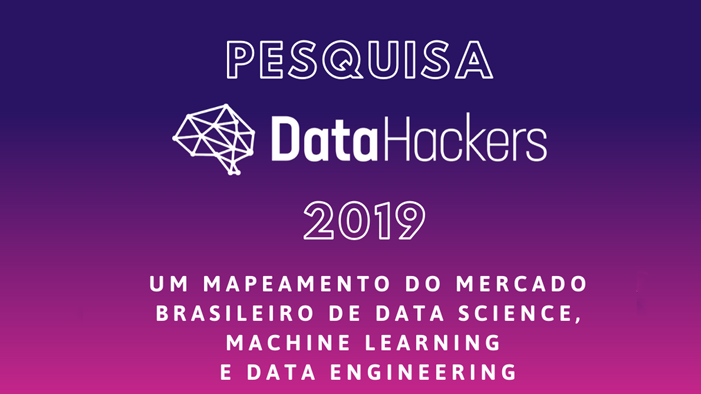 PESQUISA
DataHackers
2019
UM MAPEAMENTO DO MERCADO
BRASILEIRO DE DATA SCIENCE,
MACHINE LEARNING
E DATA ENGINEERING